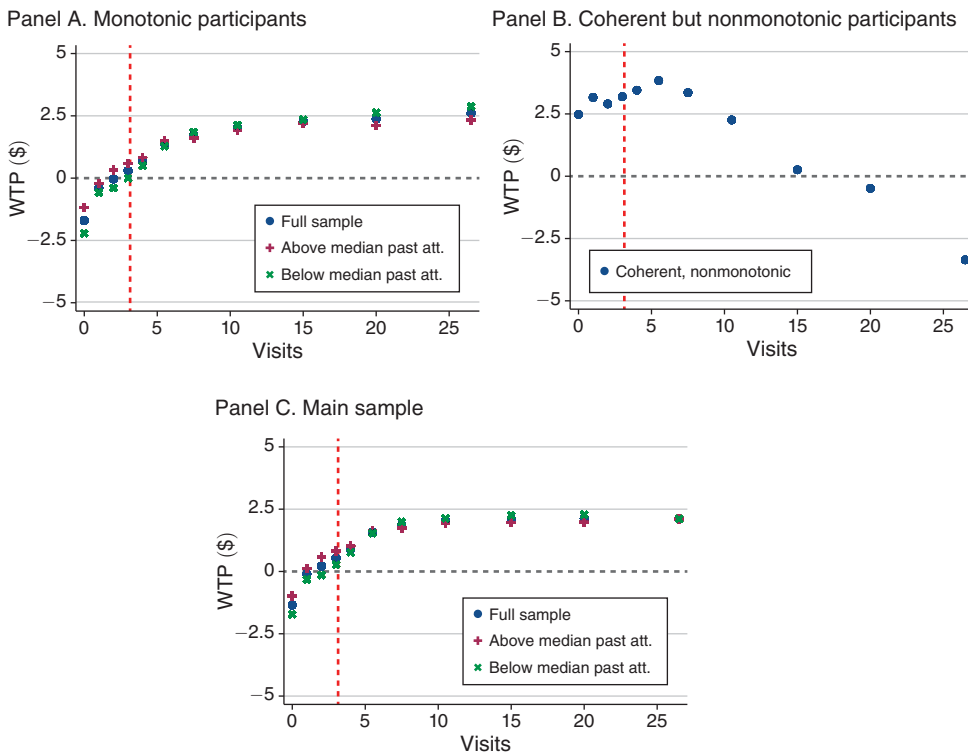 Panel A. Monotonic participants
5
2.5
0
−2.5
−5
WTP ($)
0
5
10
15
20
25
Visits
Full sample
Above median past att.
Below median past att.
Panel B. Coherent but nonmonotonic participants
5
2.5
0
−2.5
−5
WTP ($)
0
5
10
15
20
25
Visits
Coherent, nonmonotonic
Panel C. Main sample
5
2.5
0
−2.5
−5
WTP ($)
0
5
10
15
20
25
Visits
Full sample
Above median past att.
Below median past att.